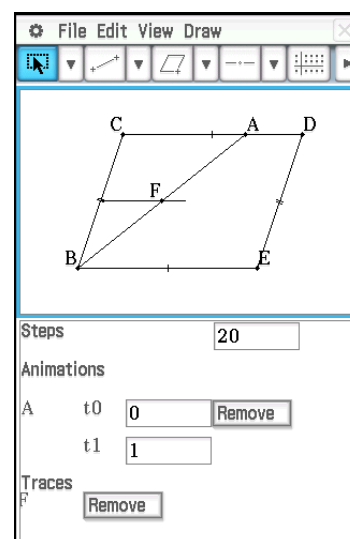 File Edit View Draw
C A D
F
B E
Steps 20
Animations
A t0 0 Remove
t1 1
Traces
F Remove